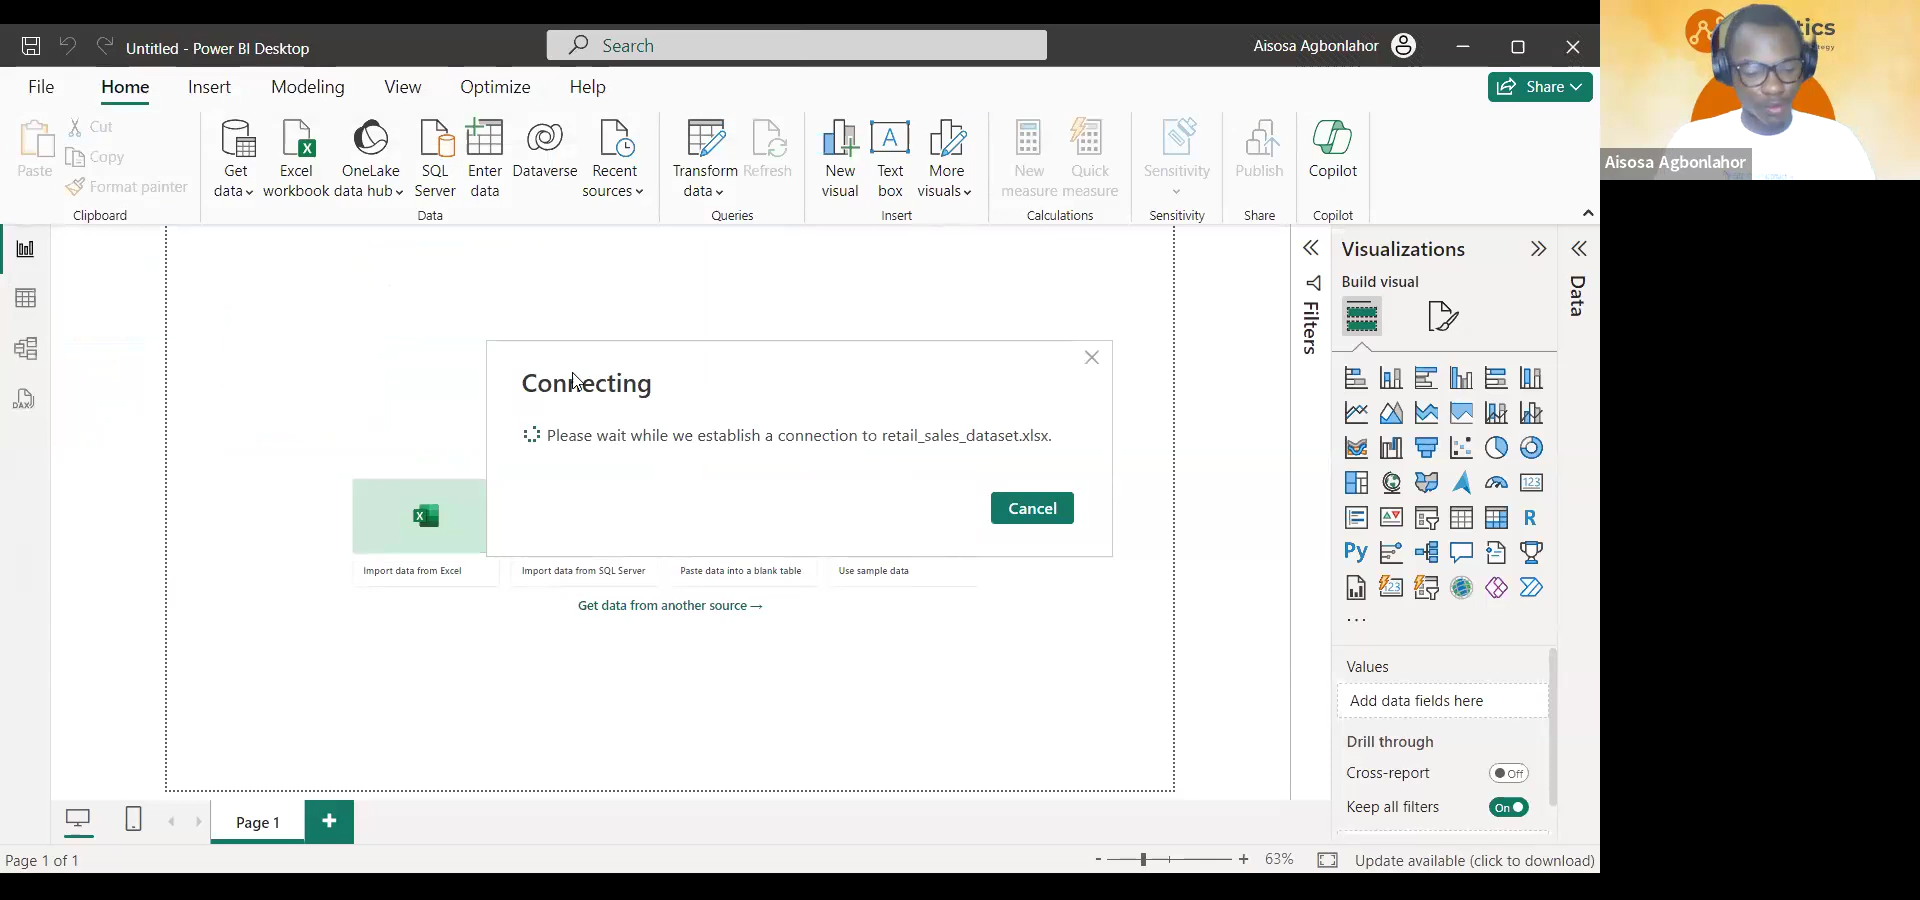 Untitled - Power BI Desktop
Search
Aisosa Agbonlahor
File
Home
Insert
Modeling
View
Optimize
Help
Share
Paste
Cut
Copy
Format painter
Clipboard
Get data
Excel workbook
OneLake data hub
SQL Server
Enter data
Dataverse
Recent sources
Data
Transform data
Refresh
Queries
New visual
Text box
More visuals
Insert
New measure
Quick measure
Calculations
Sensitivity
Sensitivity
Publish
Share
Copilot
Copilot
Aisosa Agbonlahor
Connecting
Please wait while we establish a connection to retail_sales_dataset.xlsx.
Cancel
Import data from Excel
Import data from SQL Server
Paste data into a blank table
Use sample data
Get data from another source →
Filters
Visualizations
Build visual
123
R
Py
123
...
Values
Add data fields here
Drill through
Cross-report
Off
Keep all filters
On
Data
DAX
Page 1
Page 1 of 1
- + 63%
Update available (click to download)